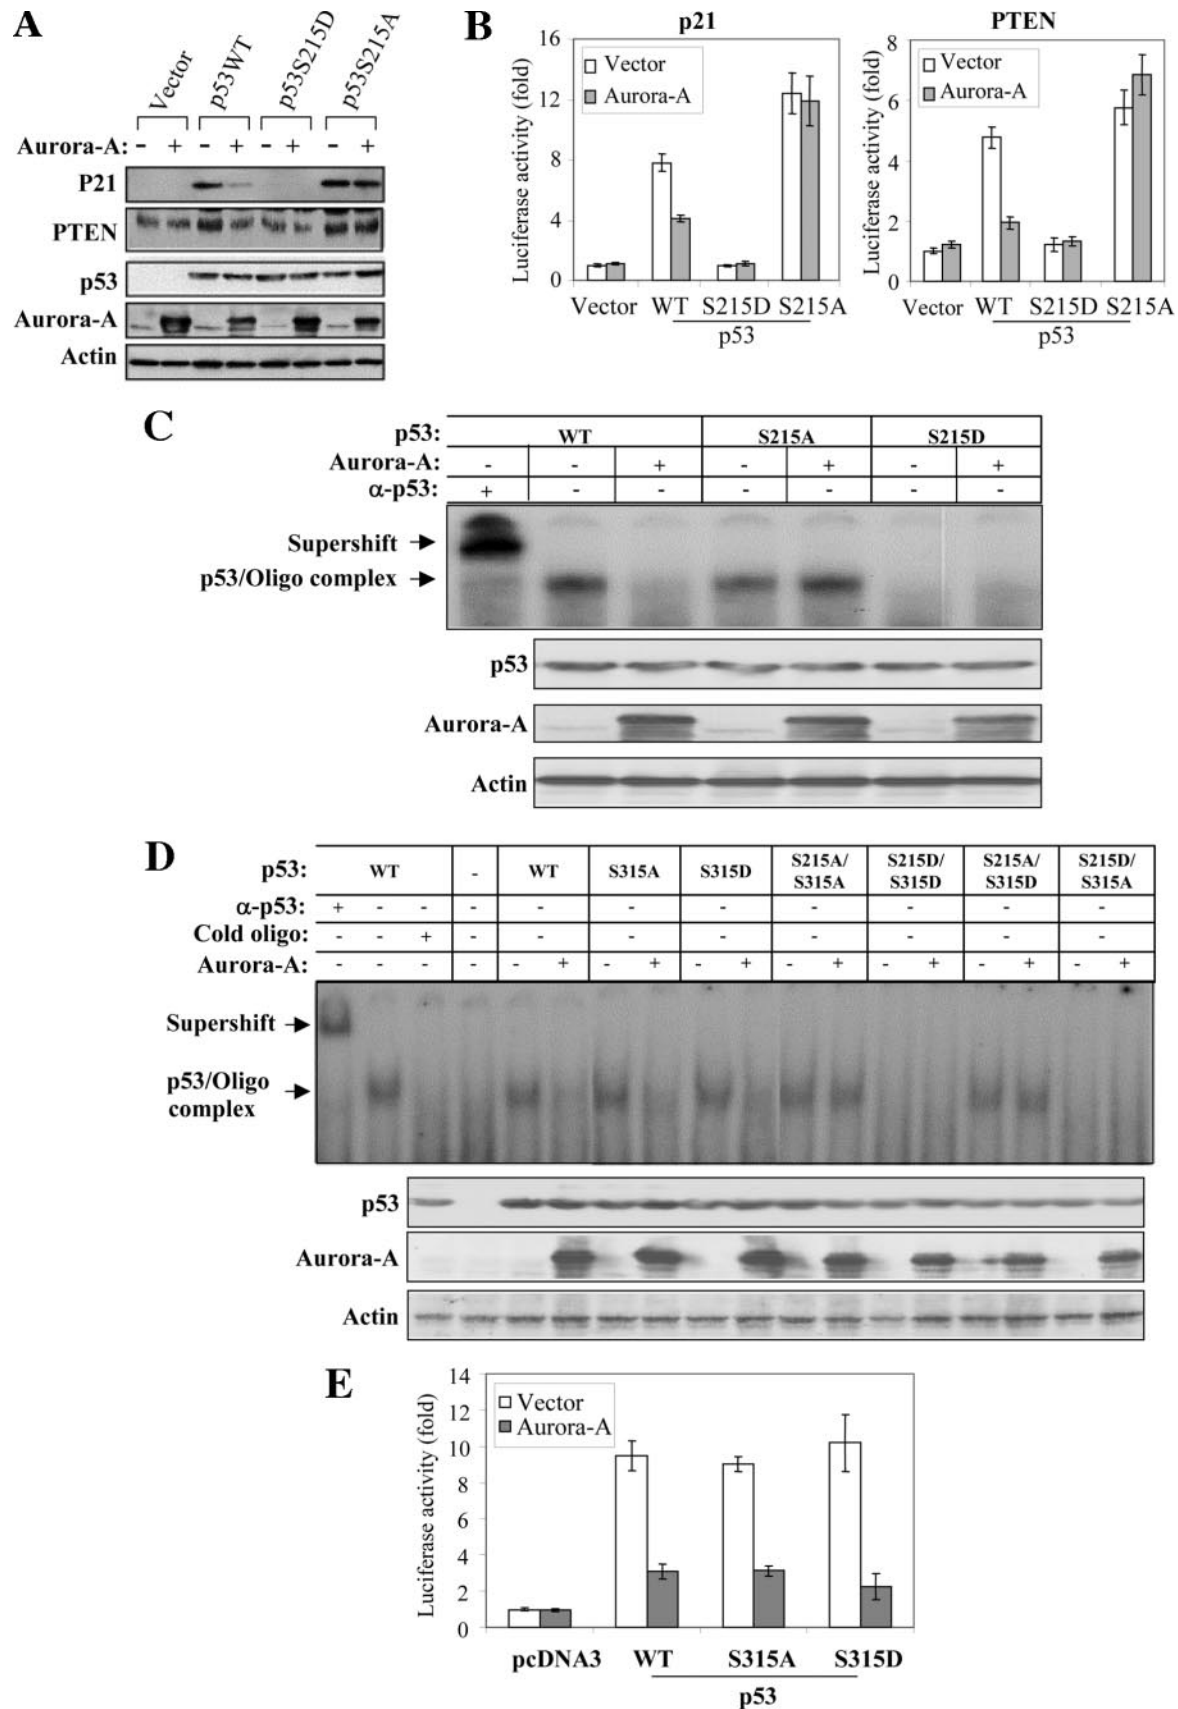 A
Vector
p53WT
p53S215D
p53S215A
Aurora-A: - + - + - + - +
P21
PTEN
p53
Aurora-A
Actin
B
p21
Luciferase activity (fold)
16
12
8
4
0
Vector
Aurora-A
Vector WT S215D S215A
p53
PTEN
Luciferase activity (fold)
8
6
4
2
0
Vector
Aurora-A
Vector WT S215D S215A
p53
C
p53: WT S215A S215D
Aurora-A: - - + - + - +
α-p53: + - - - - - -
Supershift
p53/Oligo complex
p53
Aurora-A
Actin
D
p53: WT - WT S315A S315D S215A/ S215D/ S215A/ S215D/
S315A S315D S315D S315A
α-p53: + - - - - - - - - - -
Cold oligo: - - + - - - - - - - -
Aurora-A: - - - - - + - + - + - + - + - + - +
Supershift
p53/Oligo
complex
p53
Aurora-A
Actin
E
Luciferase activity (fold)
14
12
10
8
6
4
2
0
Vector
Aurora-A
pcDNA3 WT S315A S315D
p53